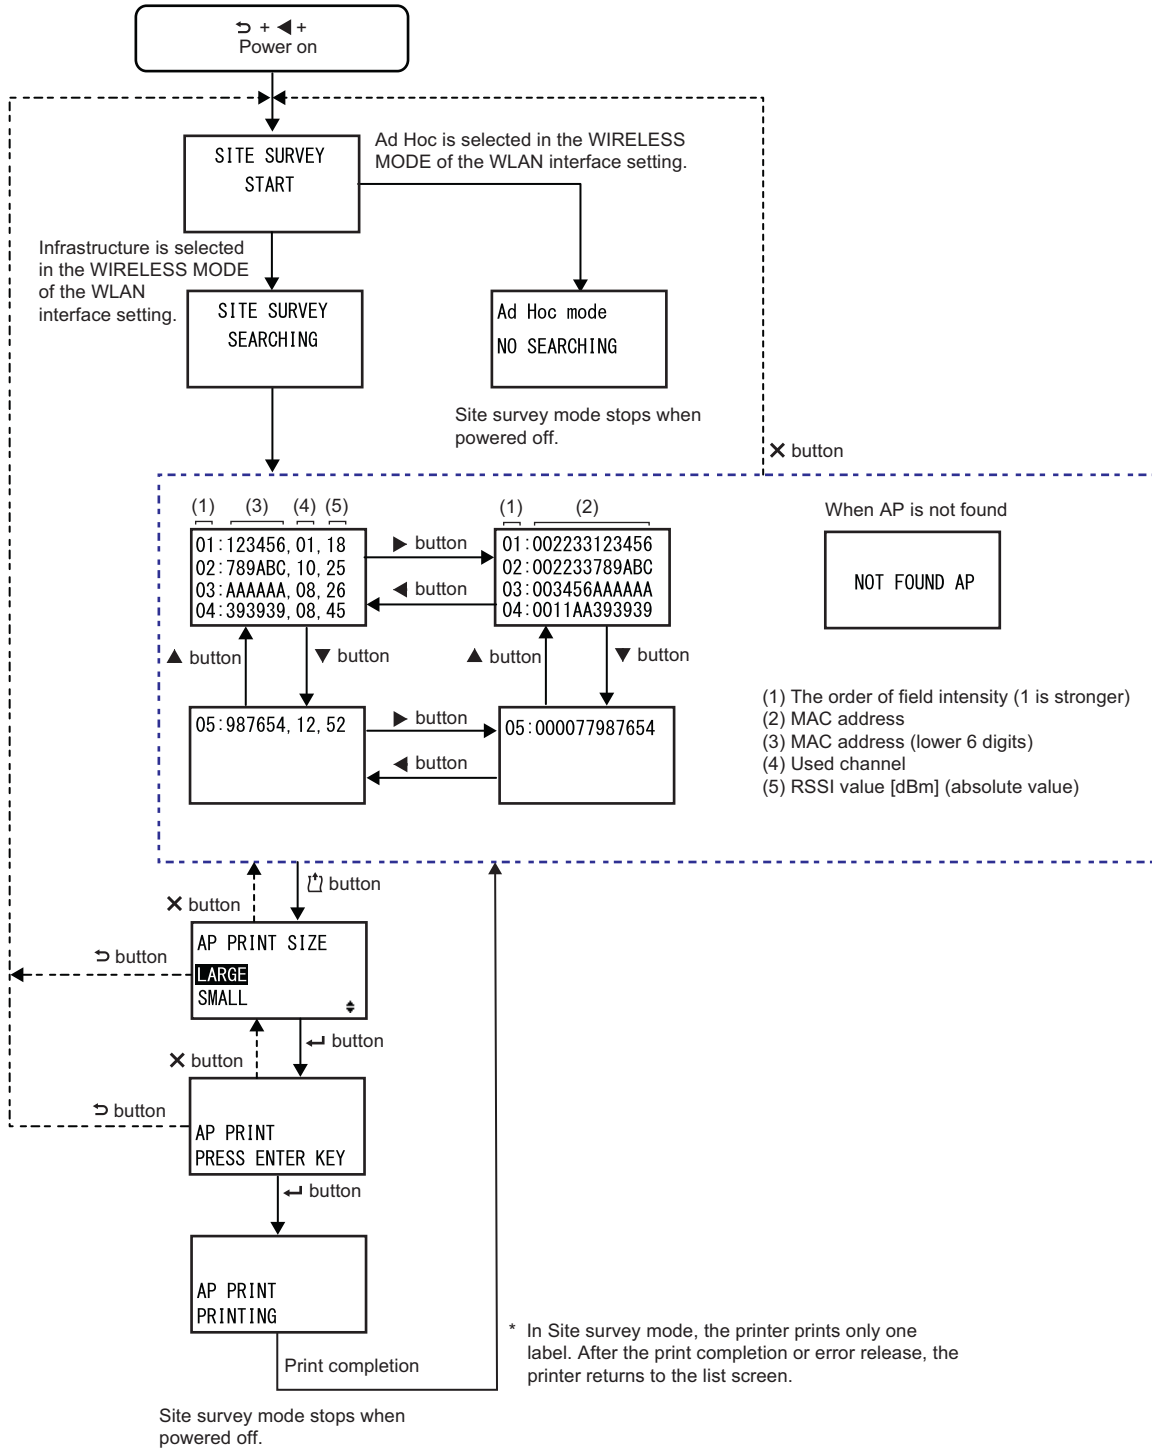 ⮌ + ◀ +
Power on
Ad Hoc is selected in the WIRELESS
MODE of the WLAN interface setting.
SITE SURVEY
START
Infrastructure is selected
in the WIRELESS MODE
of the WLAN
interface setting.
SITE SURVEY
SEARCHING
Ad Hoc mode
NO SEARCHING
Site survey mode stops when
powered off.
✕ button
(1) (3) (4) (5)
01:123456,01,18
02:789ABC,10,25
03:AAAAAA,08,26
04:393939,08,45
▶ button
◀ button
(1) (2)
01:002233123456
02:002233789ABC
03:003456AAAAAA
04:0011AA393939
When AP is not found
NOT FOUND AP
▲ button
▼ button
▲ button
▼ button
05:987654,12,52
▶ button
◀ button
05:000077987654
(1) The order of field intensity (1 is stronger)
(2) MAC address
(3) MAC address (lower 6 digits)
(4) Used channel
(5) RSSI value [dBm] (absolute value)
button
✕ button
AP PRINT SIZE
LARGE
SMALL
⮌ button
↵ button
✕ button
⮌ button
AP PRINT
PRESS ENTER KEY
↵ button
AP PRINT
PRINTING
Print completion
* In Site survey mode, the printer prints only one
label. After the print completion or error release, the
printer returns to the list screen.
Site survey mode stops when
powered off.